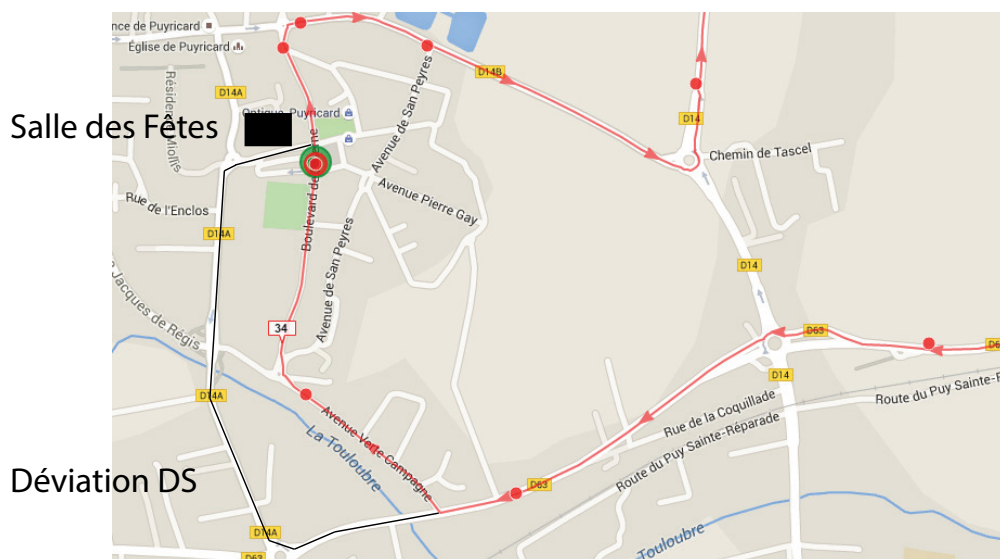 nce de Puyricard
Église de Puyricard
D14A
D14B
D14
Salle des Fêtes
Optique Puyricard
Avenue de San Peyres
Chemin de Tascel
Rue de l'Enclos
Avenue Pierre Gay
D14A
Jacques de Régis
Avenue de San Peyres
D14
34
D63
D14
D14A
Avenue Verte Campagne
Rue de la Coquillade
Route du Puy Sainte-Réparade
Route du Puy Sainte-R
La Touloubre
Déviation DS
D63
D14A
D63
Touloubre